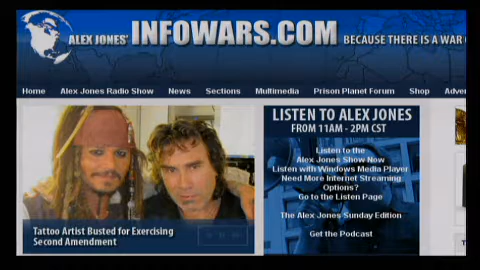 ALEX JONES' INFOWARS.COM BECAUSE THERE IS A WAR
Home Alex Jones Radio Show News Sections Multimedia Prison Planet Forum Shop
LISTEN TO ALEX JONES
FROM 11AM - 2PM CST
Listen to the
Alex Jones Show Now
Listen with Windows Media Player
Need More Internet Streaming
Options?
Go to the Listen Page
The Alex Jones Sunday Edition
Get the Podcast
Tattoo Artist Busted for Exercising
Second Amendment